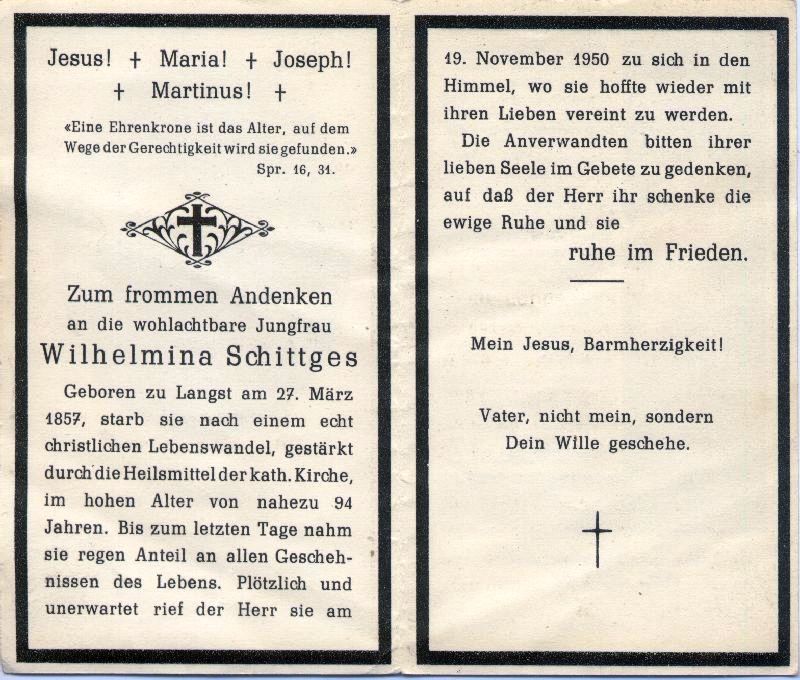 Jesus! † Maria! † Joseph!
† Martinus! †
«Eine Ehrenkrone ist das Alter, auf dem
Wege der Gerechtigkeit wird sie gefunden.»
Spr. 16, 31.
Zum frommen Andenken
an die wohlachtbare Jungfrau
Wilhelmina Schittges
Geboren zu Langst am 27. März
1857, starb sie nach einem echt
christlichen Lebenswandel, gestärkt
durch die Heilsmittel der kath. Kirche,
im hohen Alter von nahezu 94
Jahren. Bis zum letzten Tage nahm
sie regen Anteil an allen Gescheh-
nissen des Lebens. Plötzlich und
unerwartet rief der Herr sie am
19. November 1950 zu sich in den
Himmel, wo sie hoffte wieder mit
ihren Lieben vereint zu werden.
Die Anverwandten bitten ihrer
lieben Seele im Gebete zu gedenken,
auf daß der Herr ihr schenke die
ewige Ruhe und sie
ruhe im Frieden.
Mein Jesus, Barmherzigkeit!
Vater, nicht mein, sondern
Dein Wille geschehe.